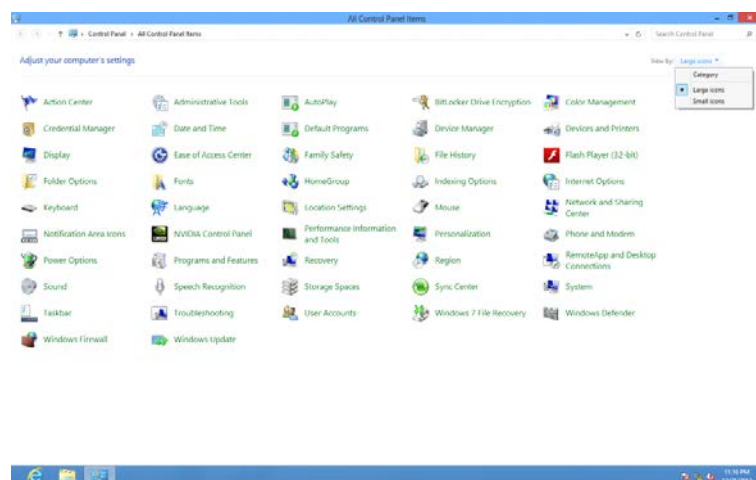 All Control Panel Items
Control Panel All Control Panel Items
Search Control Panel
Adjust your computer's settings
View by: Large icons
Category
Large icons
Small icons
Action Center Administrative Tools AutoPlay BitLocker Drive Encryption Color Management
Credential Manager Date and Time Default Programs Device Manager Devices and Printers
Display Ease of Access Center Family Safety File History Flash Player (32-bit)
Folder Options Fonts HomeGroup Indexing Options Internet Options
Keyboard Language Location Settings Mouse Network and Sharing
Center
Notification Area Icons NVIDIA Control Panel Performance Information
and Tools Personalization Phone and Modem
Power Options Programs and Features Recovery Region RemoteApp and Desktop
Connections
Sound Speech Recognition Storage Spaces Sync Center System
Taskbar Troubleshooting User Accounts Windows 7 File Recovery Windows Defender
Windows Firewall Windows Update
11:16 PM